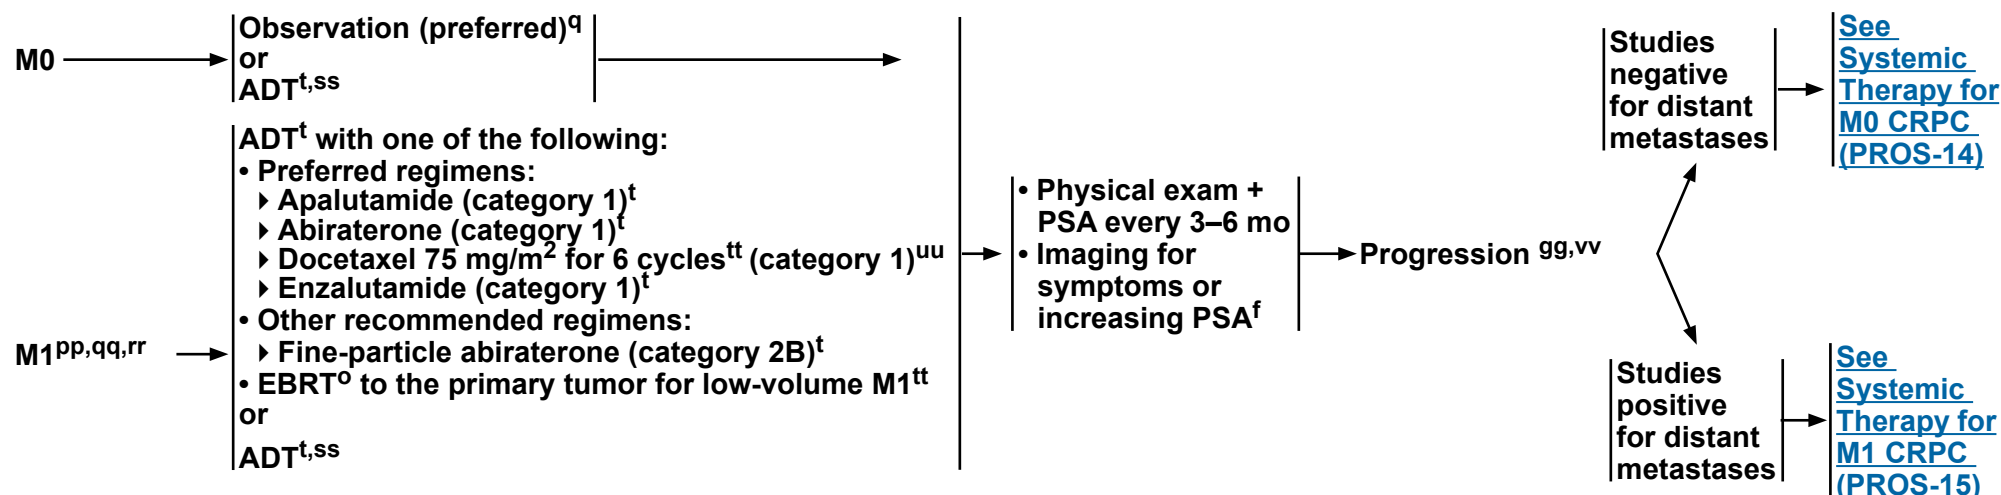 M0
Observation (preferred)q
or
ADTt,ss
M1pp,qq,rr
ADTt with one of the following:
• Preferred regimens:
Apalutamide (category 1)t
Abiraterone (category 1)t
Docetaxel 75 mg/m2 for 6 cyclestt (category 1)uu
Enzalutamide (category 1)t
• Other recommended regimens:
Fine-particle abiraterone (category 2B)t
• EBRTo to the primary tumor for low-volume M1tt
or
ADTt,ss
• Physical exam +
PSA every 3–6 mo
• Imaging for
symptoms or
increasing PSAf
Progression gg,vv
Studies
negative
for distant
metastases
See
Systemic
Therapy for
M0 CRPC
(PROS-14)
Studies
positive
for distant
metastases
See
Systemic
Therapy for
M1 CRPC
(PROS-15)